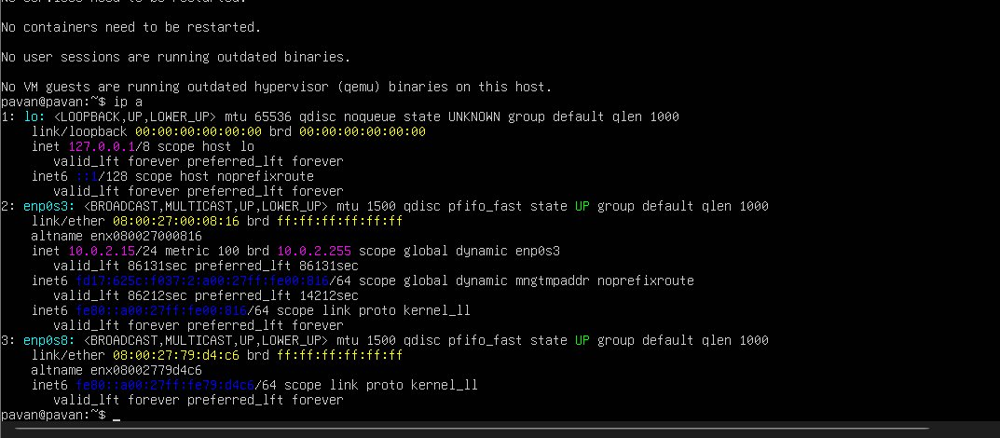 No services need to be restarted.
No containers need to be restarted.
No user sessions are running outdated binaries.
No VM guests are running outdated hypervisor (qemu) binaries on this host.
pavan@pavan:~$ ip a
1: lo: <LOOPBACK,UP,LOWER_UP> mtu 65536 qdisc noqueue state UNKNOWN group default qlen 1000
link/loopback 00:00:00:00:00:00 brd 00:00:00:00:00:00
inet 127.0.0.1/8 scope host lo
valid_lft forever preferred_lft forever
inet6 ::1/128 scope host noprefixroute
valid_lft forever preferred_lft forever
2: enp0s3: <BROADCAST,MULTICAST,UP,LOWER_UP> mtu 1500 qdisc pfifo_fast state UP group default qlen 1000
link/ether 08:00:27:00:08:16 brd ff:ff:ff:ff:ff:ff
altname enx080027000816
inet 10.0.2.15/24 metric 100 brd 10.0.2.255 scope global dynamic enp0s3
valid_lft 86131sec preferred_lft 86131sec
inet6 fd17:625c:f037:2:a00:27ff:fe00:816/64 scope global dynamic mngtmpaddr noprefixroute
valid_lft 86212sec preferred_lft 14212sec
inet6 fe80::a00:27ff:fe00:816/64 scope link proto kernel_ll
valid_lft forever preferred_lft forever
3: enp0s8: <BROADCAST,MULTICAST,UP,LOWER_UP> mtu 1500 qdisc pfifo_fast state UP group default qlen 1000
link/ether 08:00:27:79:d4:c6 brd ff:ff:ff:ff:ff:ff
altname enx08002779d4c6
inet6 fe80::a00:27ff:fe79:d4c6/64 scope link proto kernel_ll
valid_lft forever preferred_lft forever
pavan@pavan:~$ _